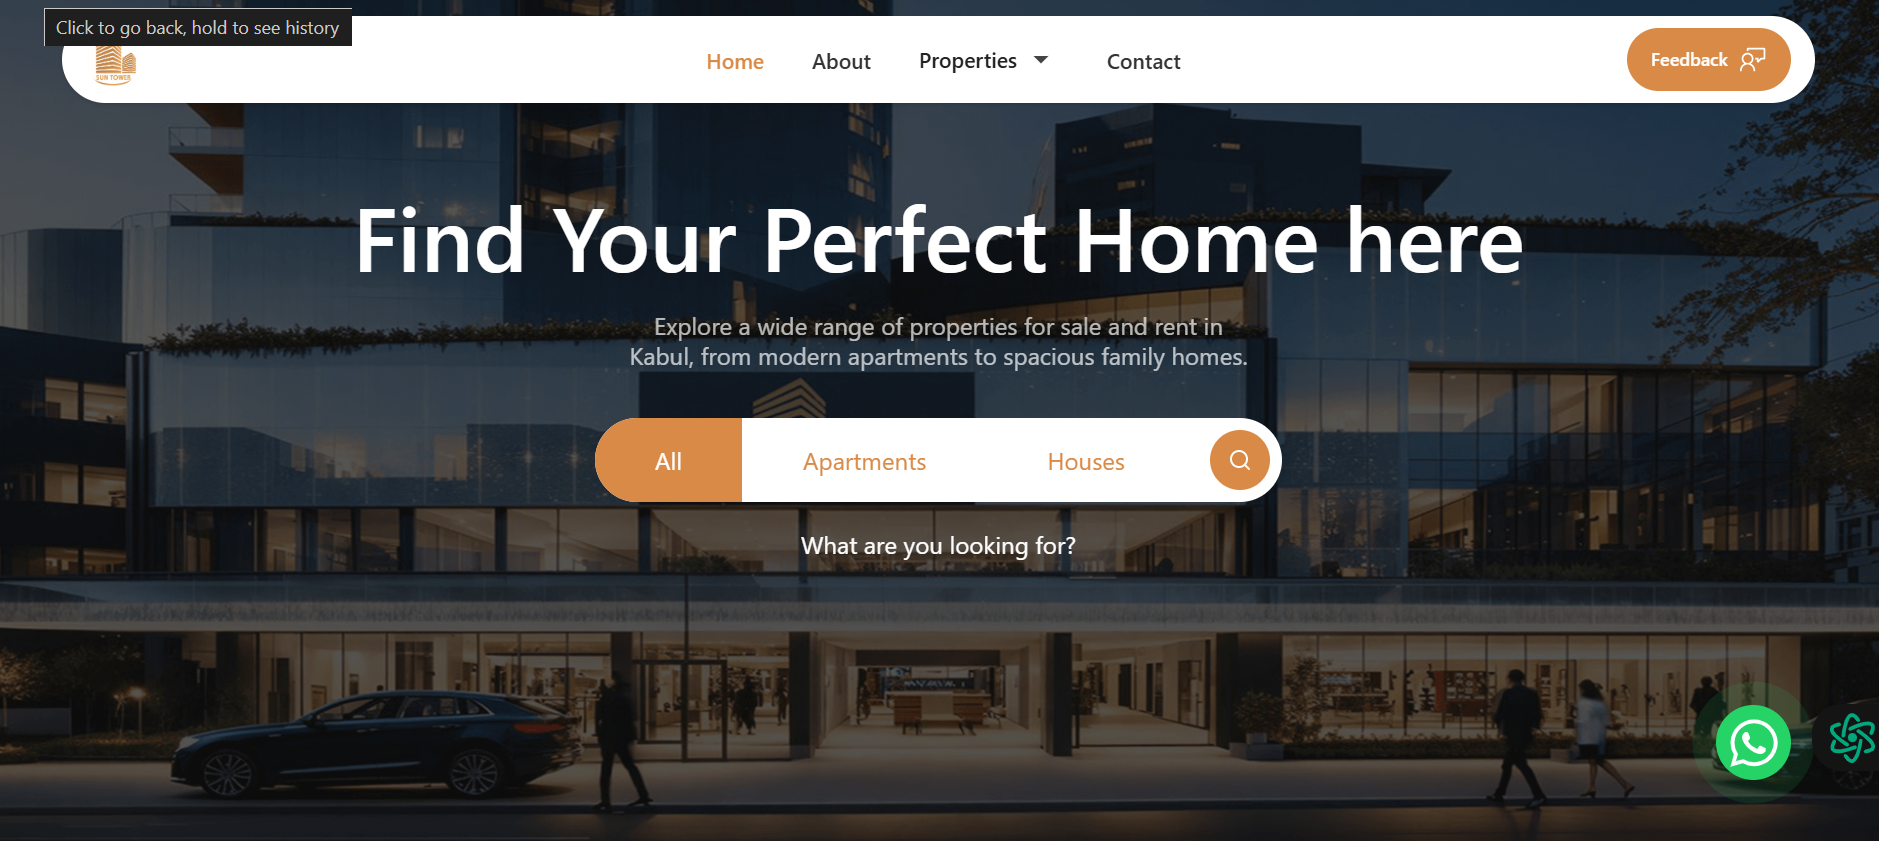 Click to go back, hold to see history
SUN TOWER
Home
About
Properties
Contact
Feedback
Find Your Perfect Home here
Explore a wide range of properties for sale and rent in
Kabul, from modern apartments to spacious family homes.
All
Apartments
Houses
What are you looking for?